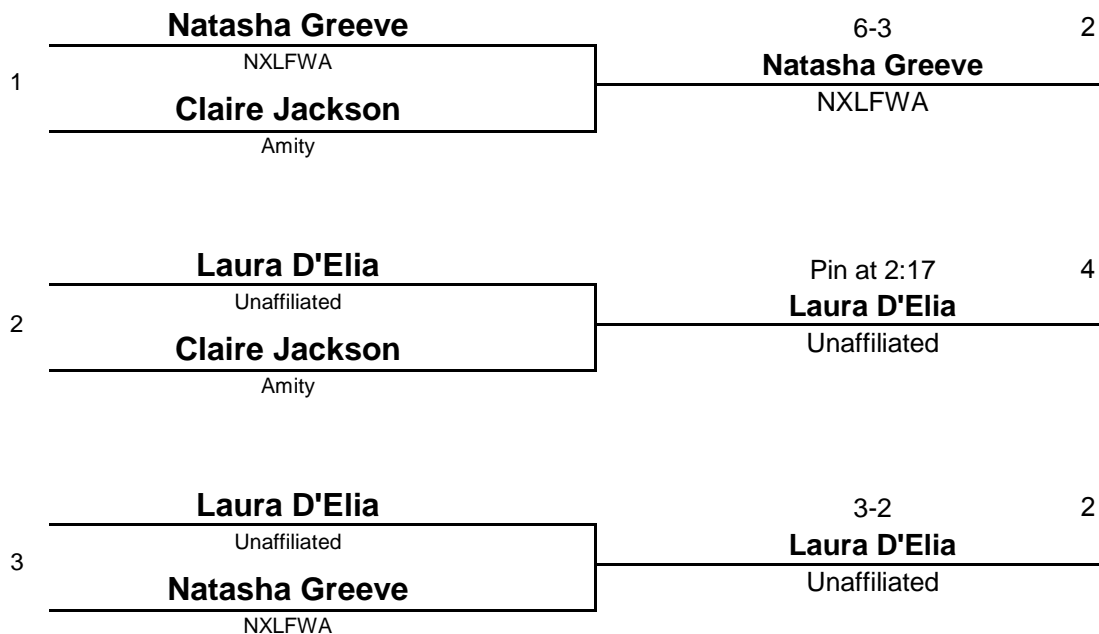 Natasha Greeve
NXLFWA
1
Claire Jackson
Amity
6-3 2
Natasha Greeve
NXLFWA
Laura D'Elia
Unaffiliated
2
Claire Jackson
Amity
Pin at 2:17 4
Laura D'Elia
Unaffiliated
Laura D'Elia
Unaffiliated
3
Natasha Greeve
NXLFWA
3-2 2
Laura D'Elia
Unaffiliated